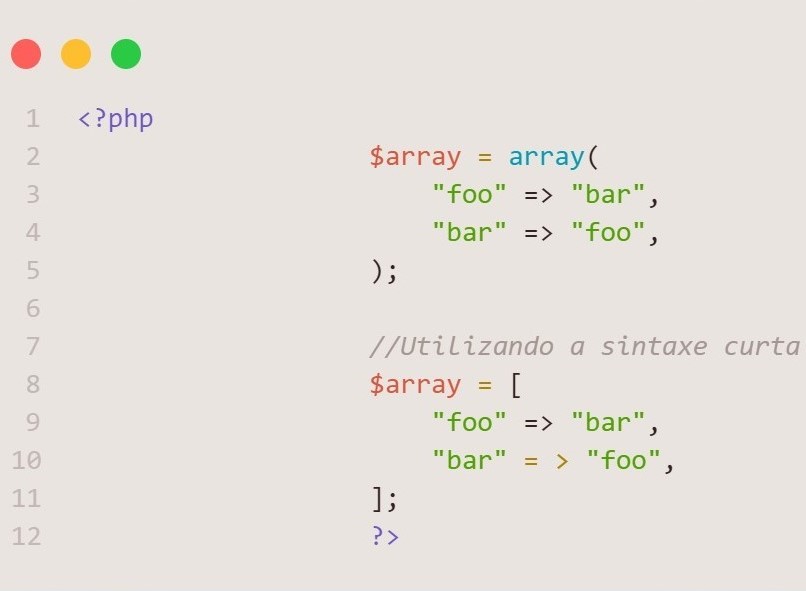 1 <?php
2 $array = array(
3 "foo" => "bar",
4 "bar" => "foo",
5 );
6
7 //Utilizando a sintaxe curta
8 $array = [
9 "foo" => "bar",
10 "bar" = > "foo",
11 ];
12 ?>